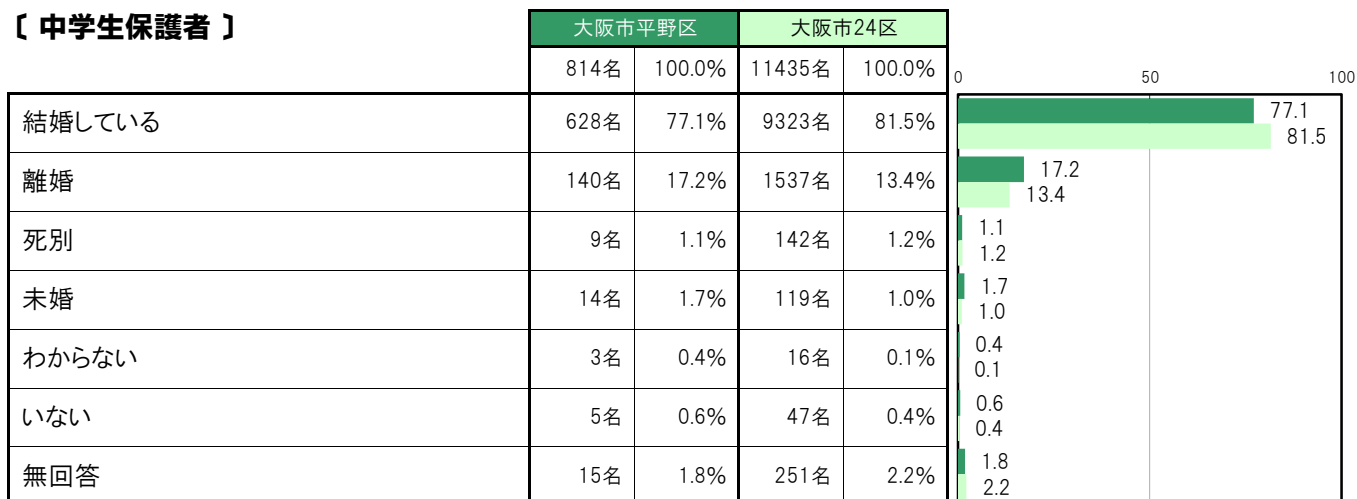 〔 中学生保護者 〕
大阪市平野区 大阪市24区
814名 100.0% 11435名 100.0%
0 50 100
結婚している 628名 77.1% 9323名 81.5%
77.1
81.5
離婚 140名 17.2% 1537名 13.4%
17.2
13.4
死別 9名 1.1% 142名 1.2%
1.1
1.2
未婚 14名 1.7% 119名 1.0%
1.7
1.0
わからない 3名 0.4% 16名 0.1%
0.4
0.1
いない 5名 0.6% 47名 0.4%
0.6
0.4
無回答 15名 1.8% 251名 2.2%
1.8
2.2